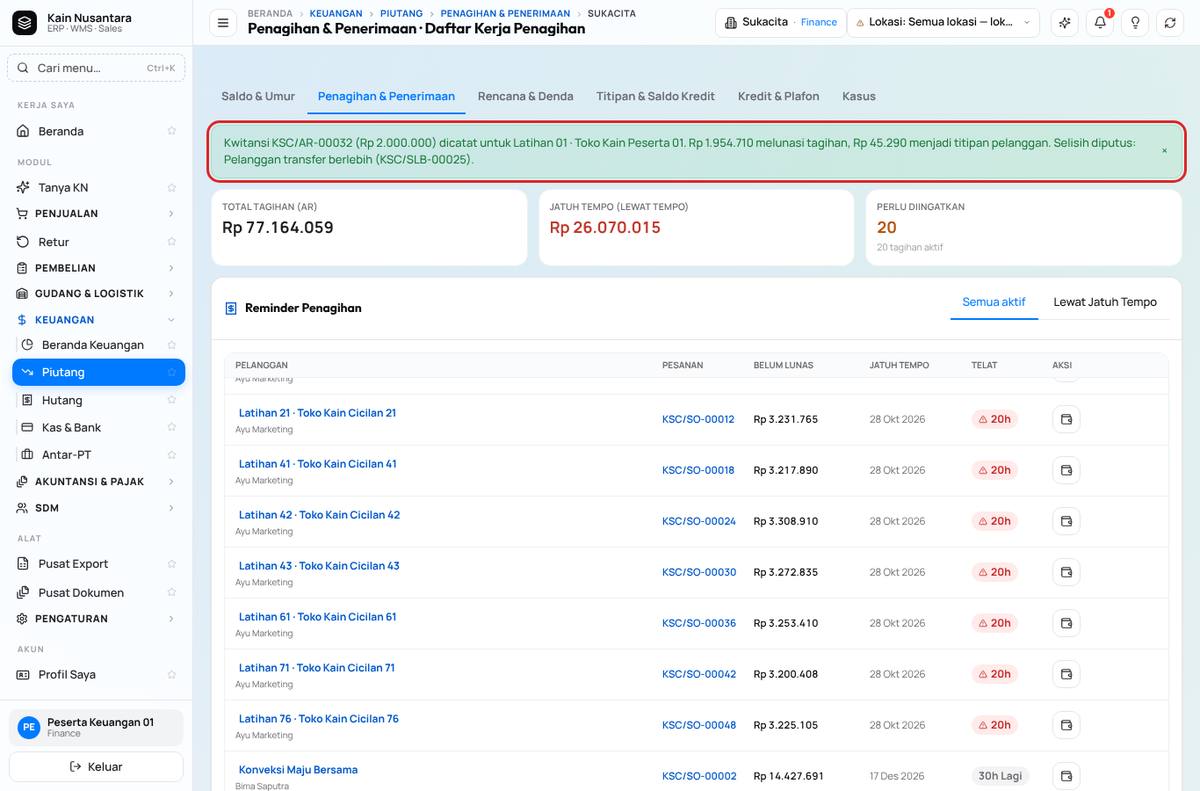 Kain Nusantara
ERP · WMS · Sales
BERANDA > KEUANGAN > PIUTANG > PENAGIHAN & PENERIMAAN > SUKACITA
Penagihan & Penerimaan · Daftar Kerja Penagihan
Sukacita · Finance
Lokasi: Semua lokasi — lok...
1
Cari menu...
Ctrl+K
KERJA SAYA
Beranda
MODUL
Tanya KN
PENJUALAN
Retur
PEMBELIAN
GUDANG & LOGISTIK
KEUANGAN
Beranda Keuangan
Piutang
Hutang
Kas & Bank
Antar-PT
AKUNTANSI & PAJAK
SDM
ALAT
Pusat Export
Pusat Dokumen
PENGATURAN
AKUN
Profil Saya
PE
Peserta Keuangan 01
Finance
Keluar
Saldo & Umur
Penagihan & Penerimaan
Rencana & Denda
Titipan & Saldo Kredit
Kredit & Plafon
Kasus
Kwitansi KSC/AR-00032 (Rp 2.000.000) dicatat untuk Latihan 01 · Toko Kain Peserta 01. Rp 1.954.710 melunasi tagihan, Rp 45.290 menjadi titipan pelanggan. Selisih diputus:
Pelanggan transfer berlebih (KSC/SLB-00025).
×
TOTAL TAGIHAN (AR)
Rp 77.164.059
JATUH TEMPO (LEWAT TEMPO)
Rp 26.070.015
PERLU DIINGATKAN
20
20 tagihan aktif
Reminder Penagihan
Semua aktif
Lewat Jatuh Tempo
PELANGGAN PESANAN BELUM LUNAS JATUH TEMPO TELAT AKSI
Ayu Marketing
Latihan 21 · Toko Kain Cicilan 21 KSC/SO-00012 Rp 3.231.765 28 Okt 2026 20h
Ayu Marketing
Latihan 41 · Toko Kain Cicilan 41 KSC/SO-00018 Rp 3.217.890 28 Okt 2026 20h
Ayu Marketing
Latihan 42 · Toko Kain Cicilan 42 KSC/SO-00024 Rp 3.308.910 28 Okt 2026 20h
Ayu Marketing
Latihan 43 · Toko Kain Cicilan 43 KSC/SO-00030 Rp 3.272.835 28 Okt 2026 20h
Ayu Marketing
Latihan 61 · Toko Kain Cicilan 61 KSC/SO-00036 Rp 3.253.410 28 Okt 2026 20h
Ayu Marketing
Latihan 71 · Toko Kain Cicilan 71 KSC/SO-00042 Rp 3.200.408 28 Okt 2026 20h
Ayu Marketing
Latihan 76 · Toko Kain Cicilan 76 KSC/SO-00048 Rp 3.225.105 28 Okt 2026 20h
Ayu Marketing
Konveksi Maju Bersama KSC/SO-00002 Rp 14.427.691 17 Des 2026 30h Lagi
Bima Saputra